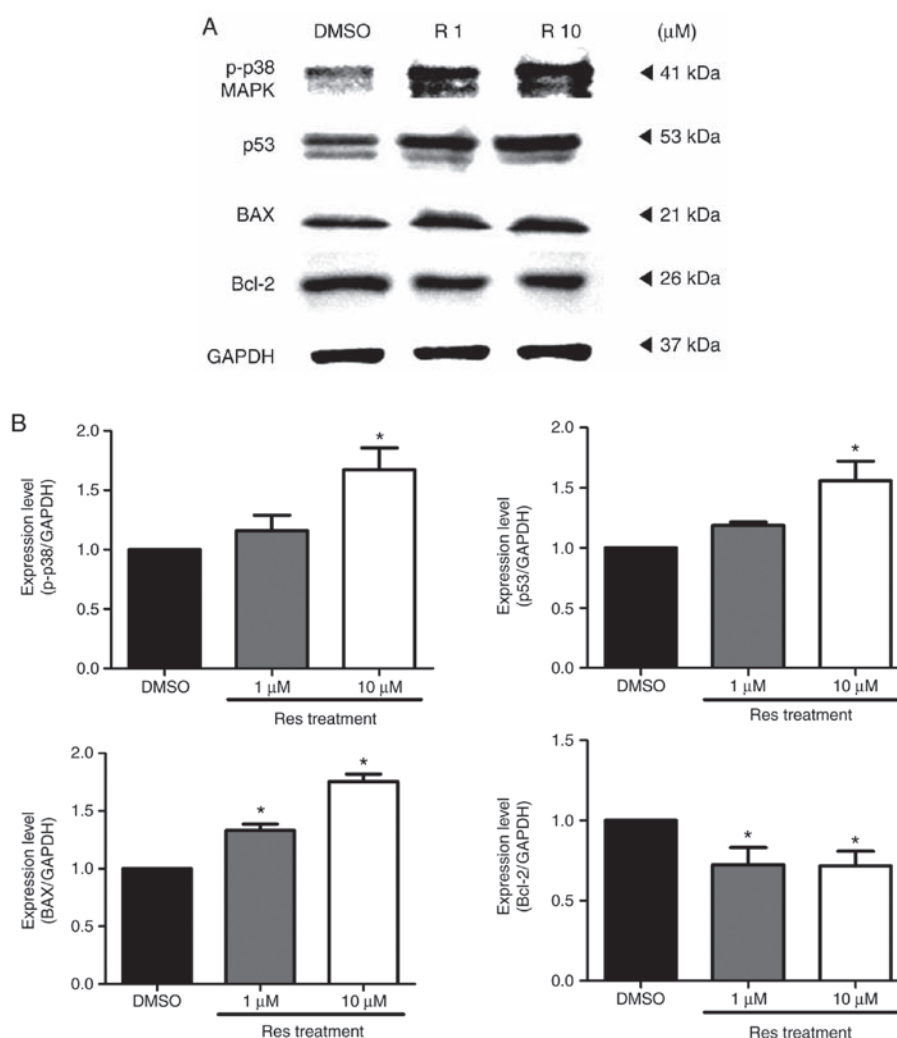 A
DMSO R 1 R 10 (μM)
p-p38
MAPK
◄ 41 kDa
p53 ◄ 53 kDa
BAX ◄ 21 kDa
Bcl-2 ◄ 26 kDa
GAPDH ◄ 37 kDa
B
Expression level
(p-p38/GAPDH)
2.0
1.5
1.0
0.5
0.0
*
DMSO 1 μM 10 μM
Res treatment
Expression level
(p53/GAPDH)
2.0
1.5
1.0
0.5
0.0
*
DMSO 1 μM 10 μM
Res treatment
Expression level
(BAX/GAPDH)
2.0
1.5
1.0
0.5
0.0
* *
DMSO 1 μM 10 μM
Res treatment
Expression level
(Bcl-2/GAPDH)
1.5
1.0
0.5
0.0
* *
DMSO 1 μM 10 μM
Res treatment